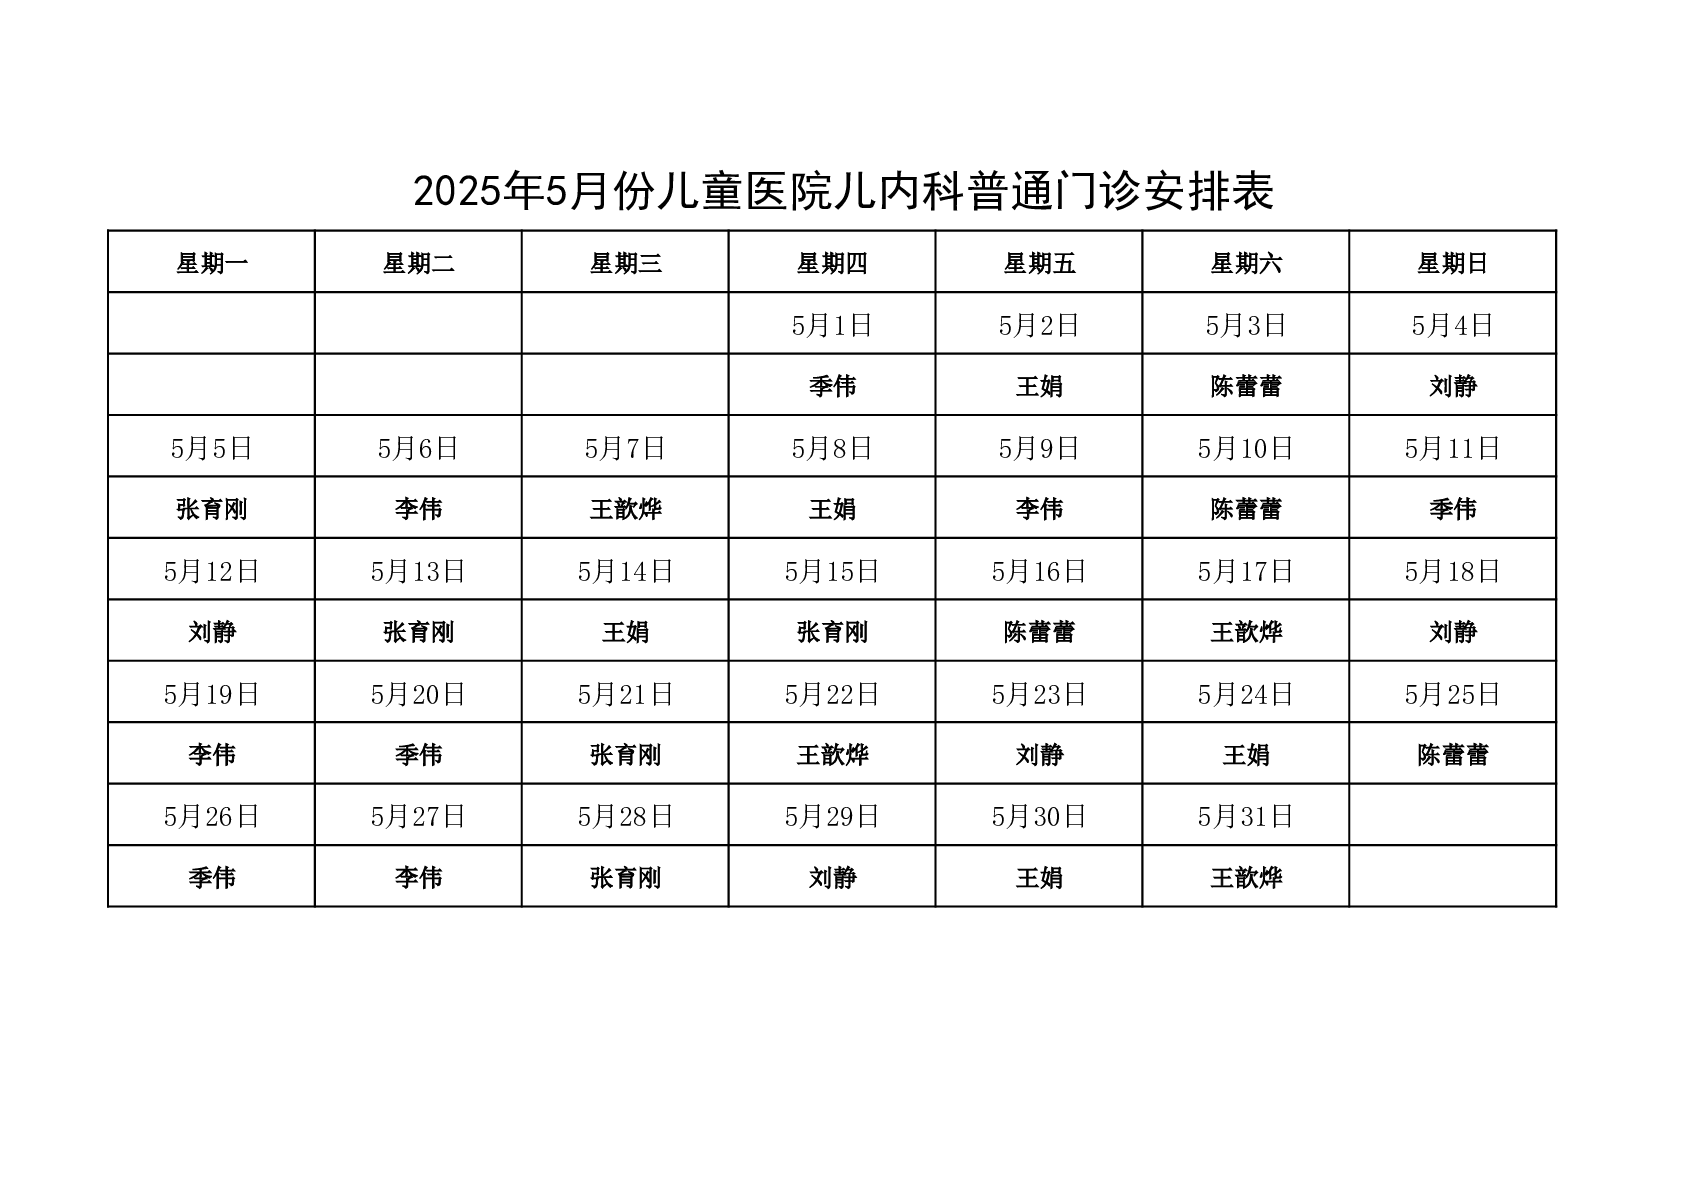 2025年5月份儿童医院儿内科普通门诊安排表
星期一 星期二 星期三 星期四 星期五 星期六 星期日
5月1日 5月2日 5月3日 5月4日
季伟 王娟 陈蕾蕾 刘静
5月5日 5月6日 5月7日 5月8日 5月9日 5月10日 5月11日
张育刚 李伟 王歆烨 王娟 李伟 陈蕾蕾 季伟
5月12日 5月13日 5月14日 5月15日 5月16日 5月17日 5月18日
刘静 张育刚 王娟 张育刚 陈蕾蕾 王歆烨 刘静
5月19日 5月20日 5月21日 5月22日 5月23日 5月24日 5月25日
李伟 季伟 张育刚 王歆烨 刘静 王娟 陈蕾蕾
5月26日 5月27日 5月28日 5月29日 5月30日 5月31日
季伟 李伟 张育刚 刘静 王娟 王歆烨